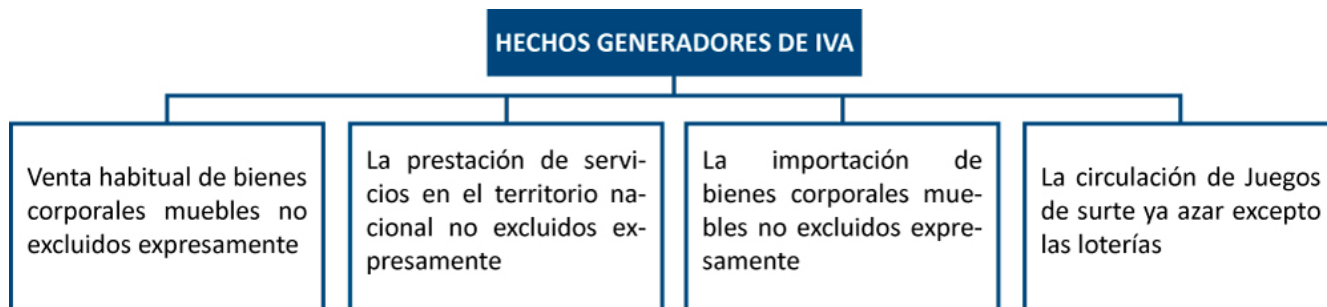 HECHOS GENERADORES DE IVA
Venta habitual de bienes
corporales muebles no
excluidos expresamente
La prestación de servi-
cios en el territorio na-
cional no excluidos ex-
presamente
La importación de
bienes corporales mue-
bles no excluidos expre-
samente
La circulación de Juegos
de surte ya azar excepto
las loterías